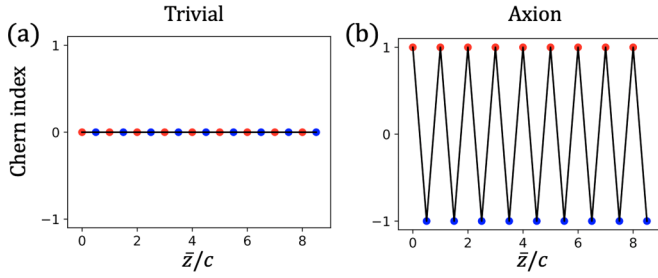 Trivial
Axion
(a)
(b)
Chern index
1
0
−1
0 2 4 6 8
z̄/c
1
0
−1
0 2 4 6 8
z̄/c